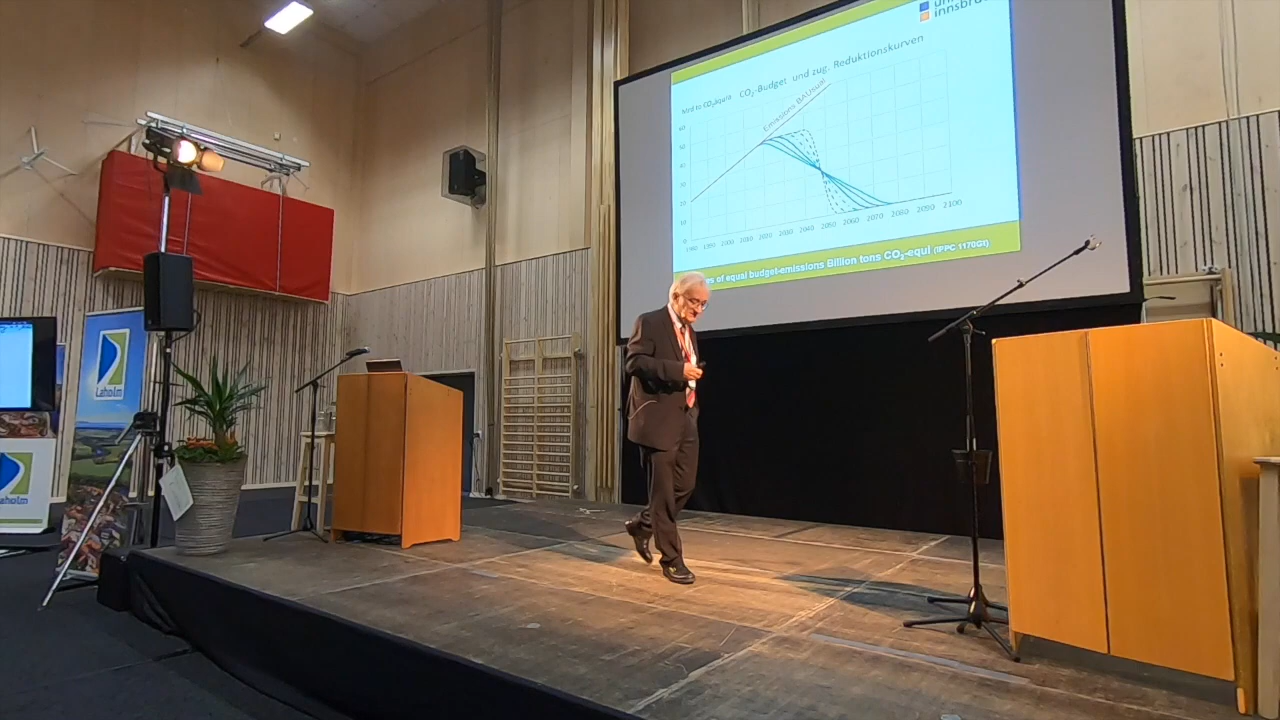 innsbruck
CO₂-Budget und zug. Reduktionskurven
Mrd to CO₂äquiv
Emissions BAUsual
60
50
40
30
20
10
0
1980 1990 2000 2010 2020 2030 2040 2050 2060 2070 2080 2090 2100
es of equal budget-emissions Billion tons CO₂-equi (IPPC 1170Gt)
Laholm
aholm